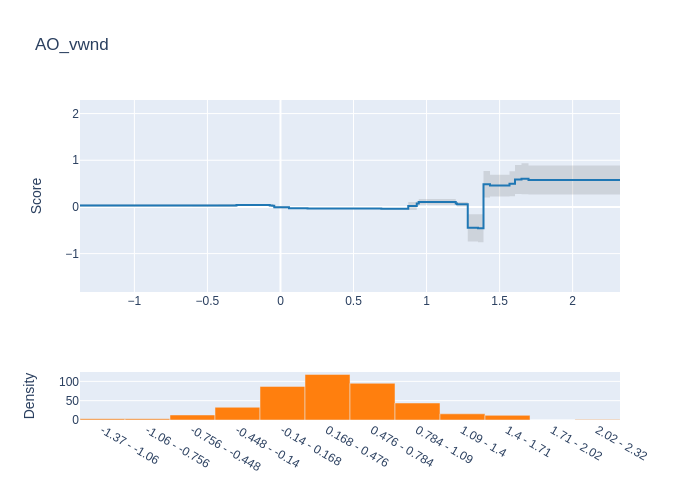 AO_vwnd
2
1
0
−1
Score
−1
−0.5
0
0.5
1
1.5
2
100
50
0
Density
-1.37 - -1.06
-1.06 - -0.756
-0.756 - -0.448
-0.448 - -0.14
-0.14 - 0.168
0.168 - 0.476
0.476 - 0.784
0.784 - 1.09
1.09 - 1.4
1.4 - 1.71
1.71 - 2.02
2.02 - 2.32